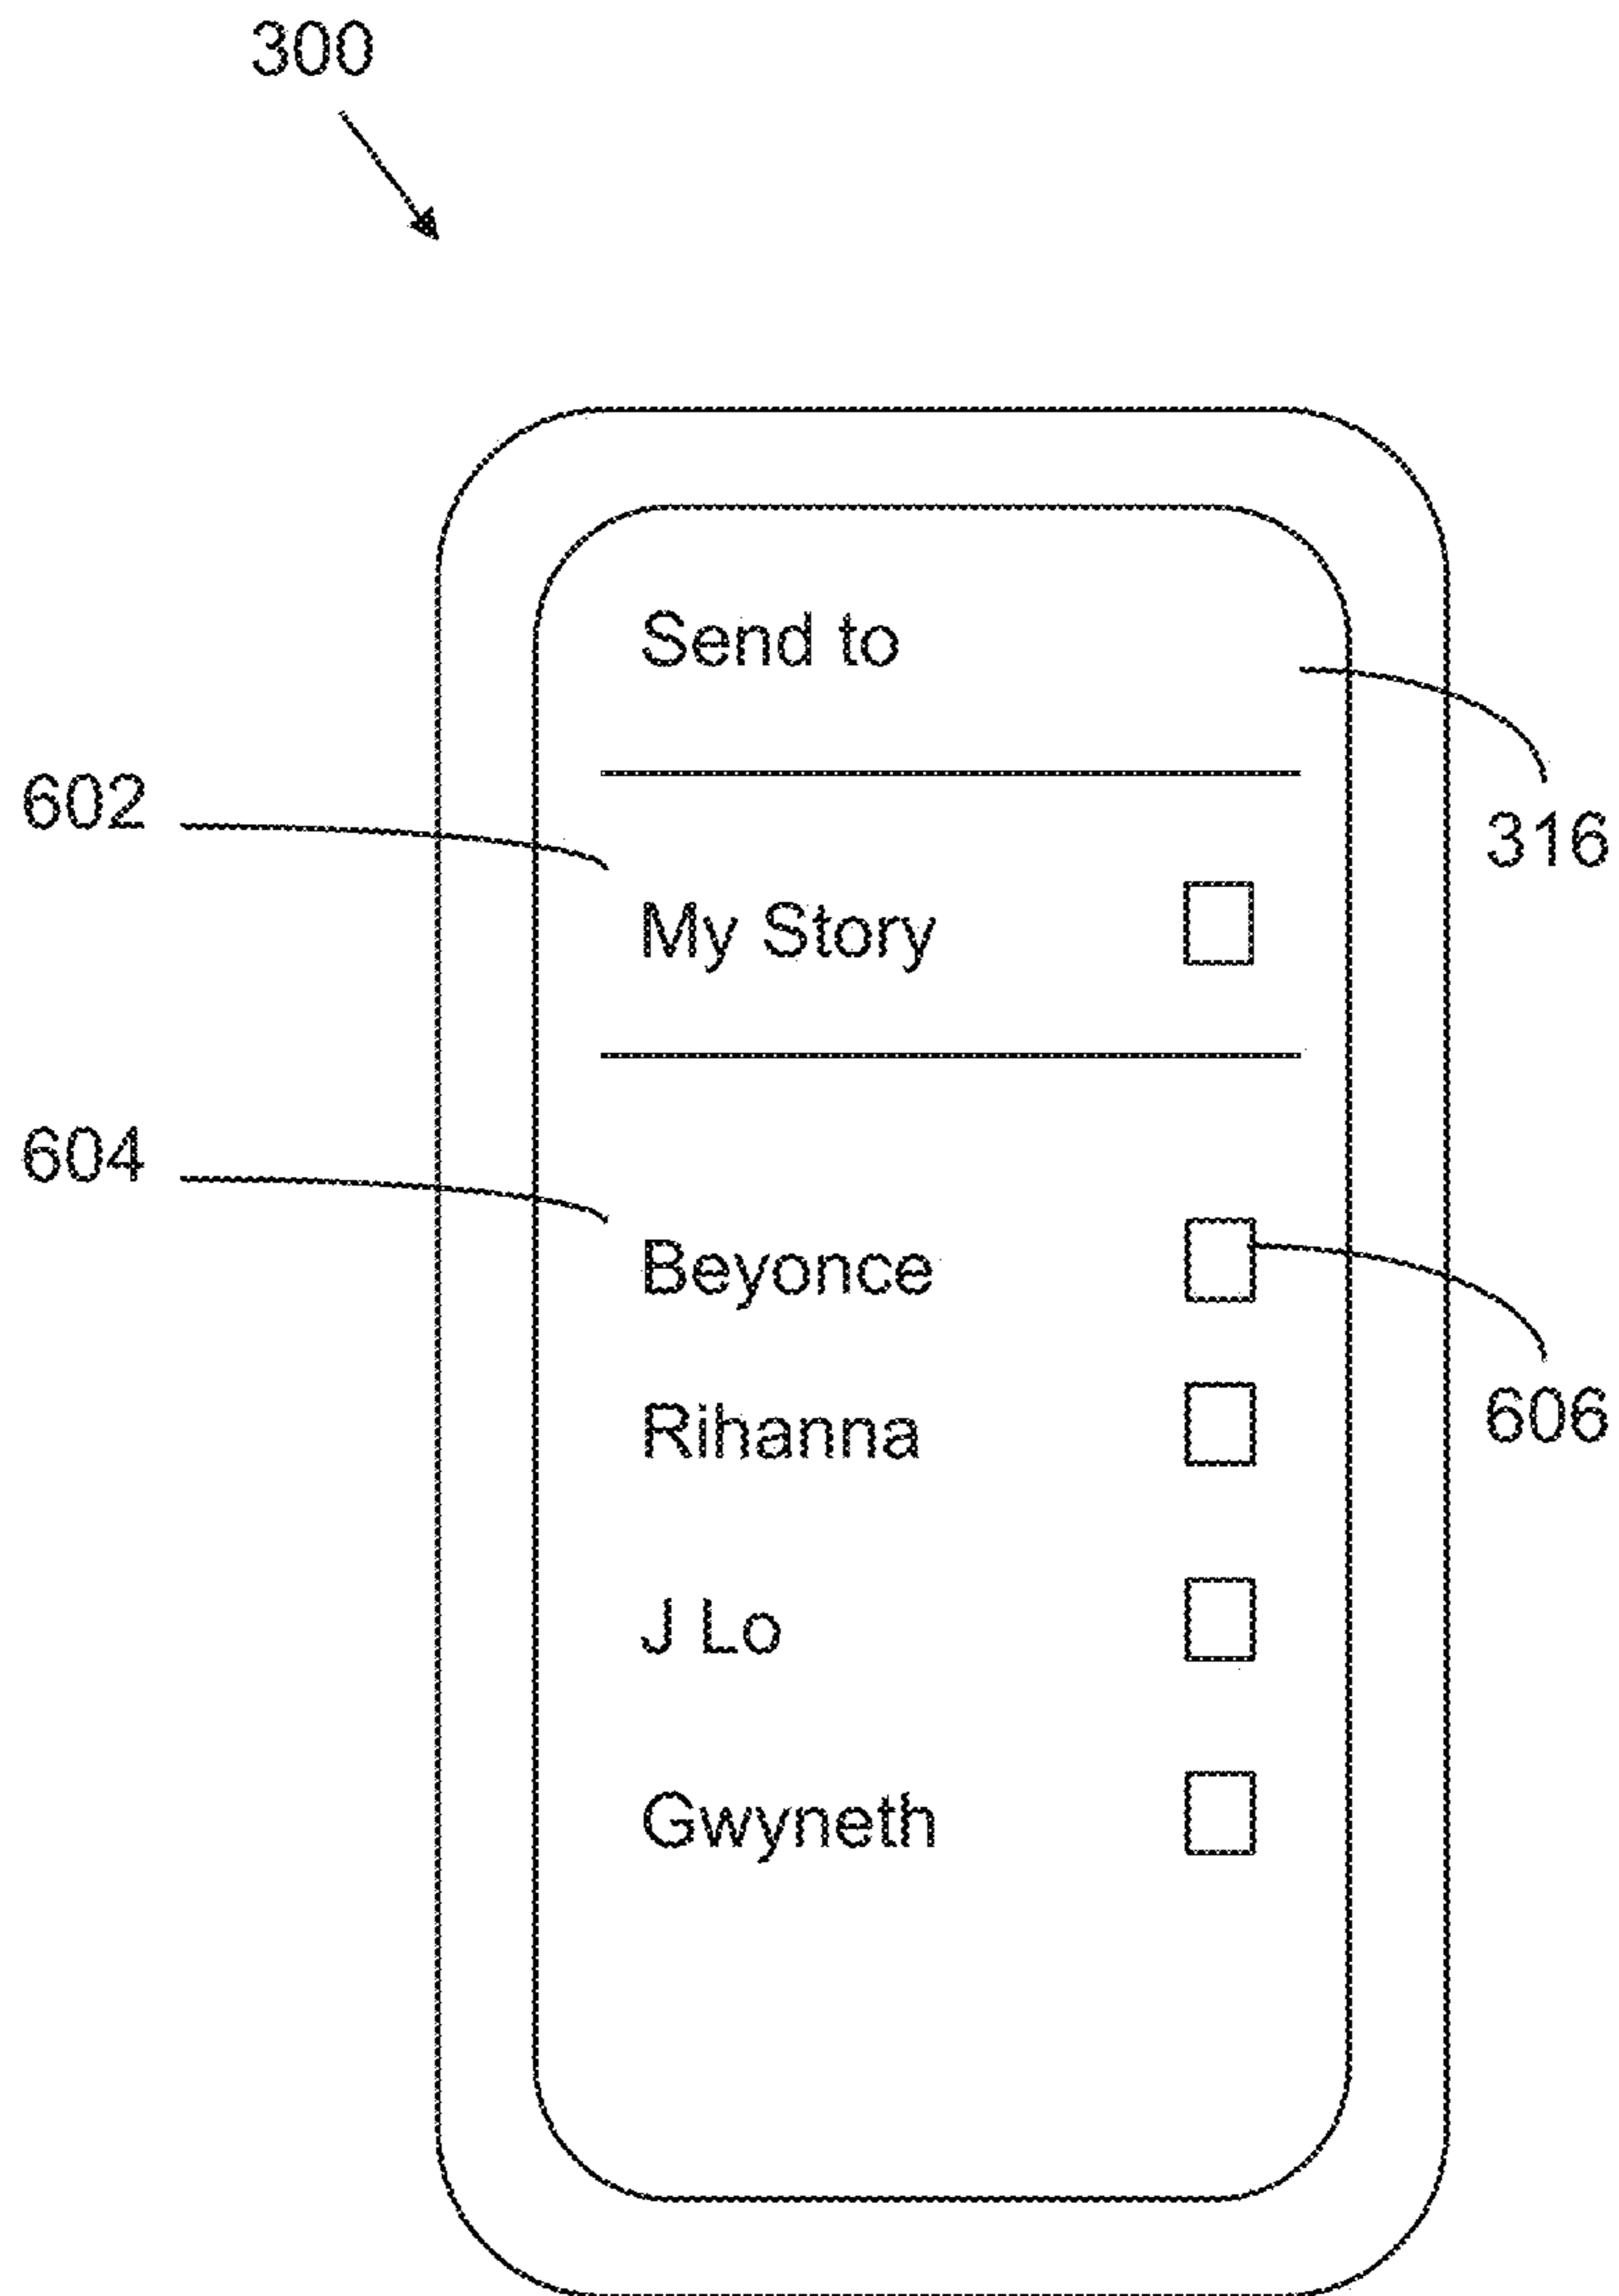 300
Send to
316
602
My Story
604
Beyonce
606
Rihanna
J Lo
Gwyneth